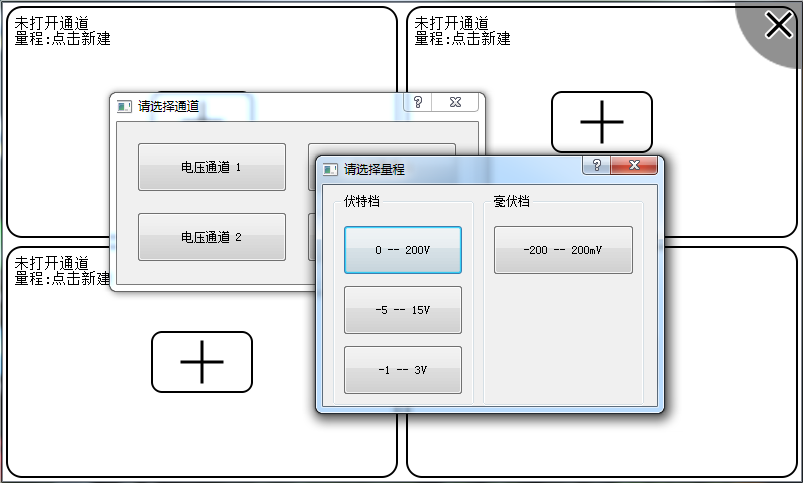 未打开通道
量程:点击新建
未打开通道
量程:点击新建
请选择通道
电压通道 1
电压通道 2
请选择量程
伏特档
毫伏档
0 -- 200V
-200 -- 200mV
-5 -- 15V
-1 -- 3V
未打开通道
量程:点击新建